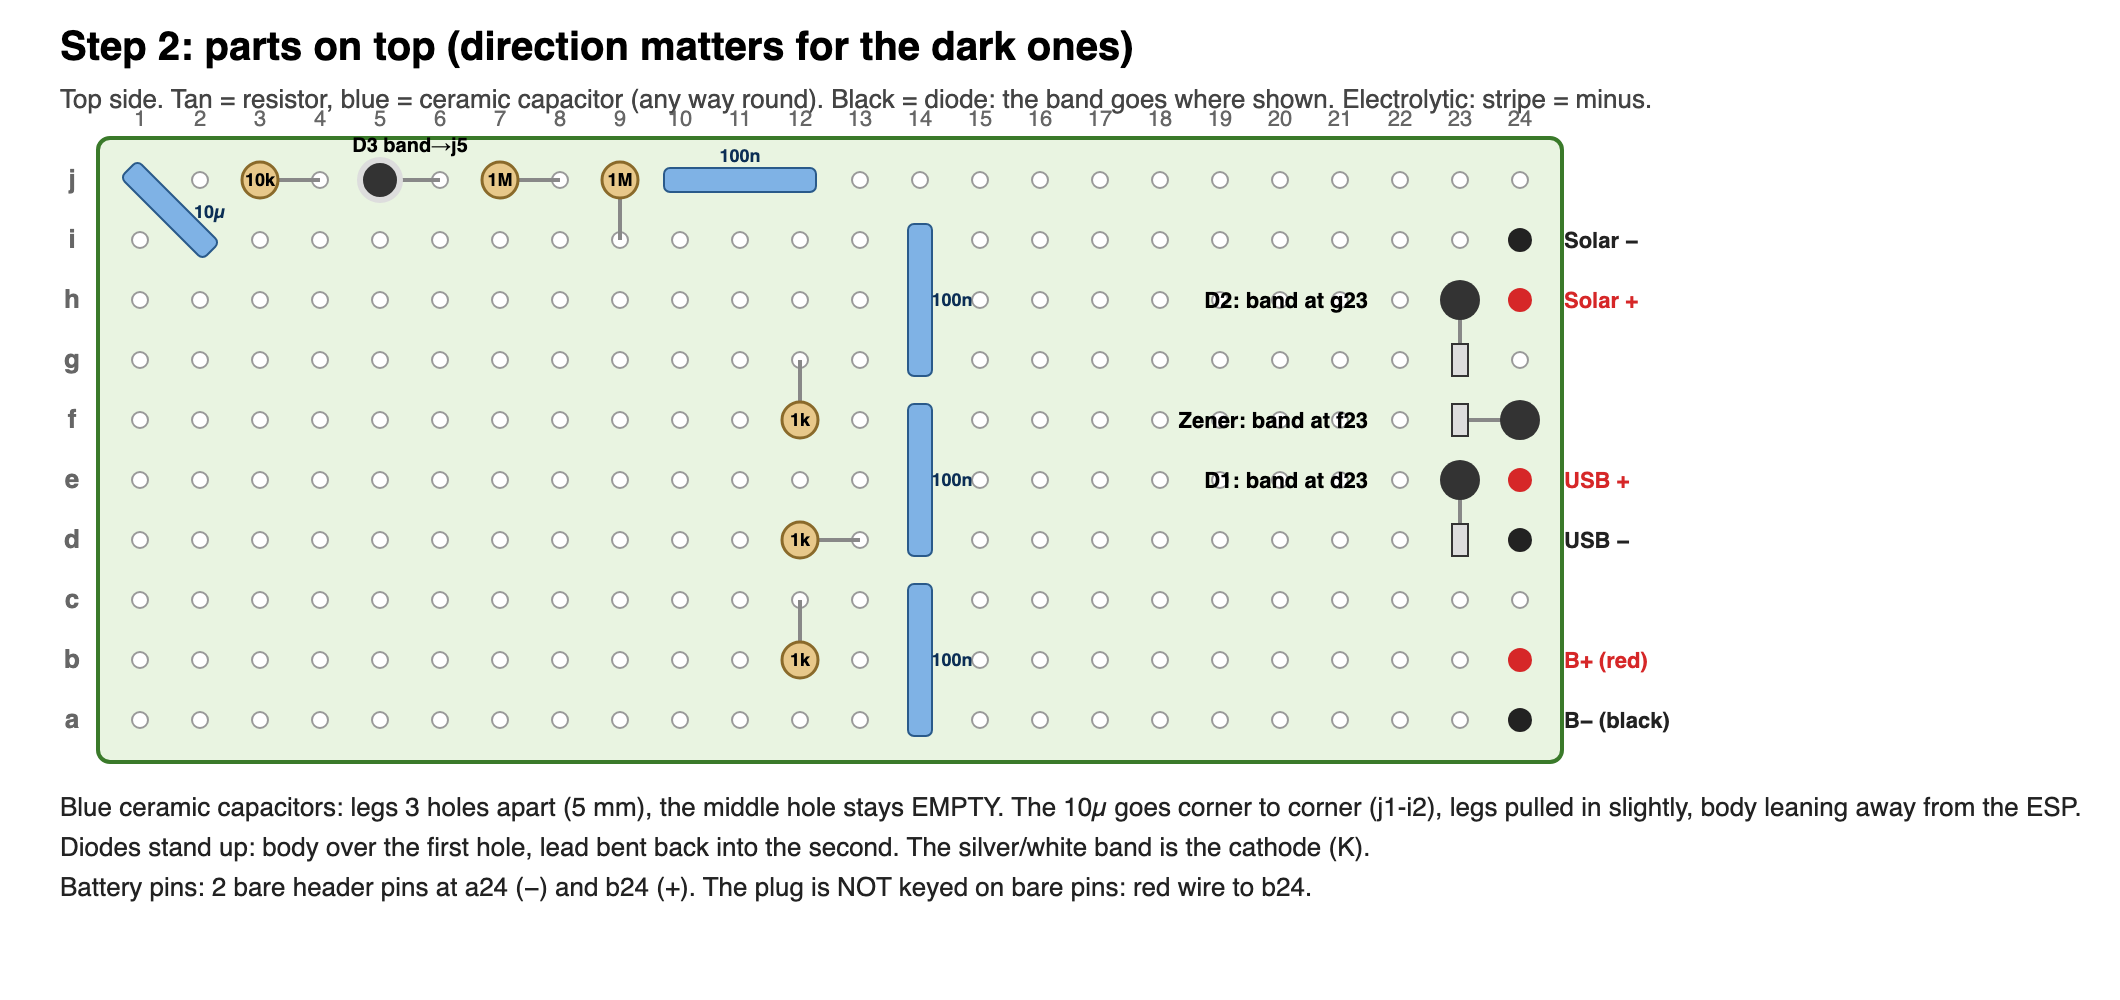 Step 2: parts on top (direction matters for the dark ones)
Top side. Tan = resistor, blue = ceramic capacitor (any way round). Black = diode: the band goes where shown. Electrolytic: stripe = minus.
1 2 3 4 5 6 7 8 9 10 11 12 13 14 15 16 17 18 19 20 21 22 23 24
D3 band→j5
100n
j 10k 1M 1M
10µ
i Solar –
h 100n D2: band at g23 Solar +
g
f 1k Zener: band at f23
e 100n D1: band at d23 USB +
d 1k USB –
c
b 1k 100n B+ (red)
a B– (black)
Blue ceramic capacitors: legs 3 holes apart (5 mm), the middle hole stays EMPTY. The 10µ goes corner to corner (j1-i2), legs pulled in slightly, body leaning away from the ESP.
Diodes stand up: body over the first hole, lead bent back into the second. The silver/white band is the cathode (K).
Battery pins: 2 bare header pins at a24 (–) and b24 (+). The plug is NOT keyed on bare pins: red wire to b24.